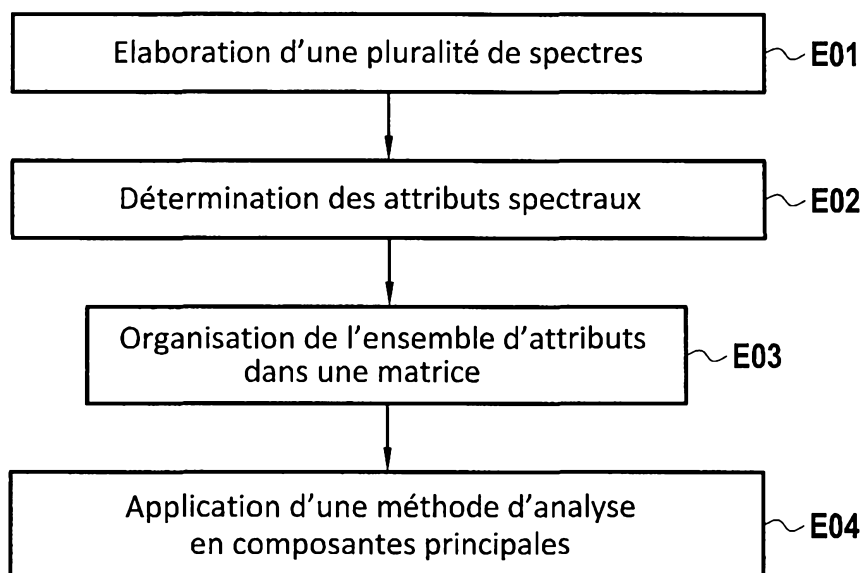 Elaboration d’une pluralité de spectres
E01
Détermination des attributs spectraux
E02
Organisation de l’ensemble d’attributs
dans une matrice
E03
Application d’une méthode d’analyse
en composantes principales
E04